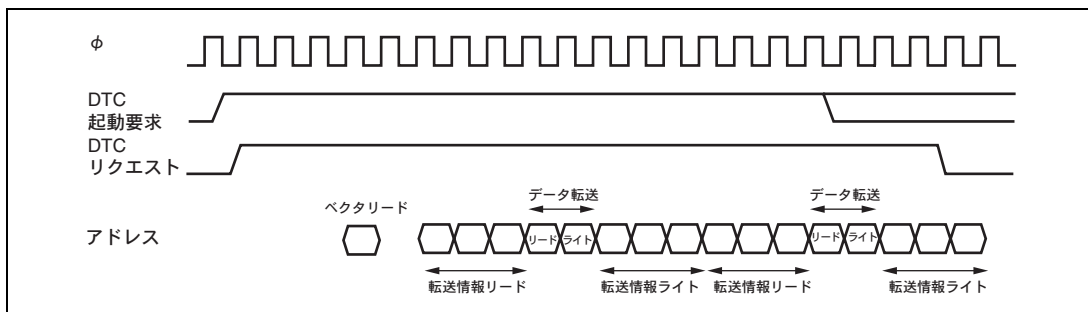 φ
DTC
起動要求
DTC
リクエスト
ベクタリード
データ転送
データ転送
アドレス
リード ライト
リード ライト
転送情報リード
転送情報ライト
転送情報リード
転送情報ライト